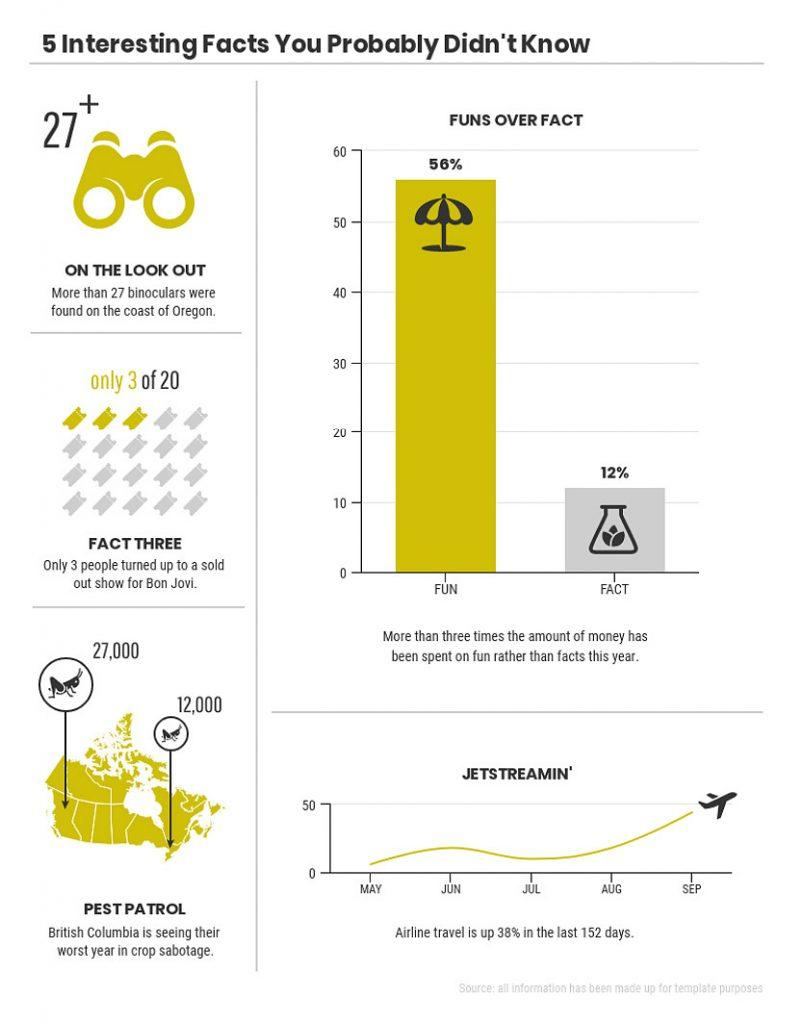 5 Interesting Facts You Probably Didn't Know
27+
ON THE LOOK OUT
More than 27 binoculars were
found on the coast of Oregon.
only 3 of 20
FACT THREE
Only 3 people turned up to a sold
out show for Bon Jovi.
27,000
12,000
PEST PATROL
British Columbia is seeing their
worst year in crop sabotage.
FUNS OVER FACT
60
56%
50
40
30
20
12%
10
0
FUN FACT
More than three times the amount of money has
been spent on fun rather than facts this year.
JETSTREAMIN'
50
0
MAY JUN JUL AUG SEP
Airline travel is up 38% in the last 152 days.
Source: all information has been made up for template purposes